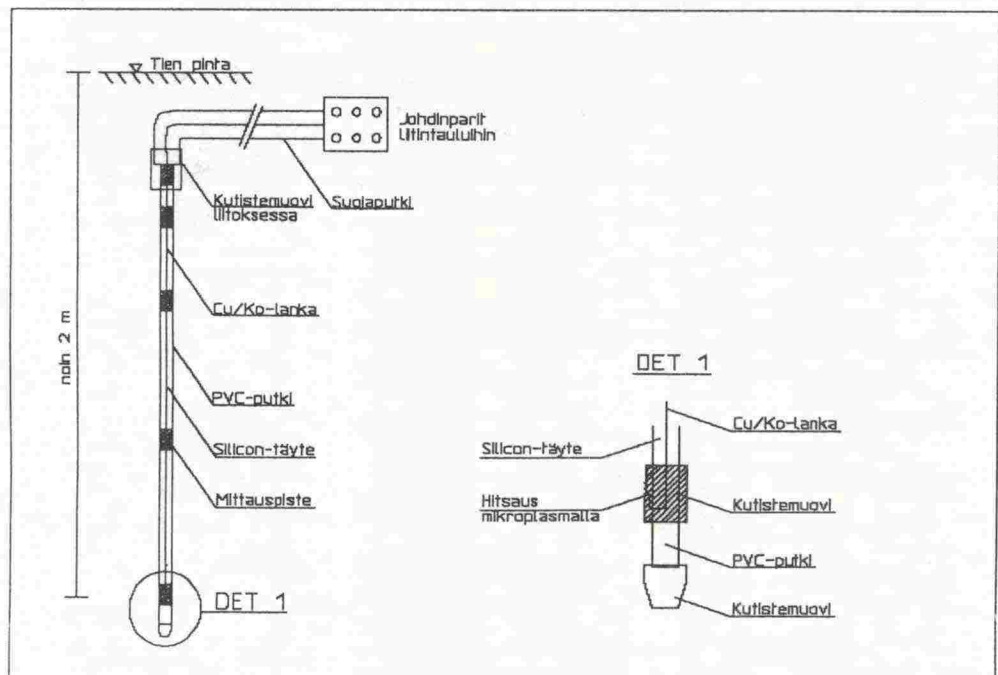 Tien pinta
Johdinparit
liitintauluihin
Kutistemuovi
liitoksessa
Suojaputki
Cu/Ko-lanka
noin 2 m
PVC-putki
Silicon-täyte
Mittauspiste
DET 1
DET 1
Cu/Ko-lanka
Silicon-täyte
Hitsaus
mikroplasmalla
Kutistemuovi
PVC-putki
Kutistemuovi